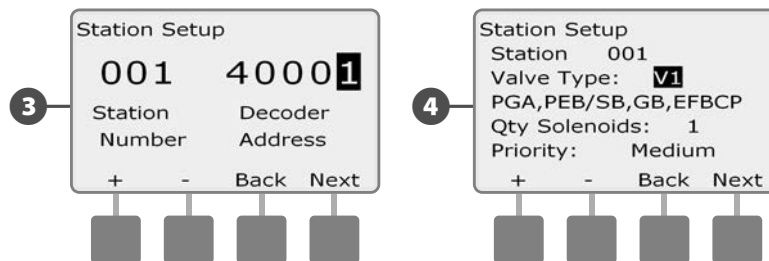 3
Station Setup
001 40001
Station Decoder
Number Address
+ - Back Next
4
Station Setup
Station 001
Valve Type: V1
PGA,PEB/SB,GB,EFBCP
Qty Solenoids: 1
Priority: Medium
+ - Back Next